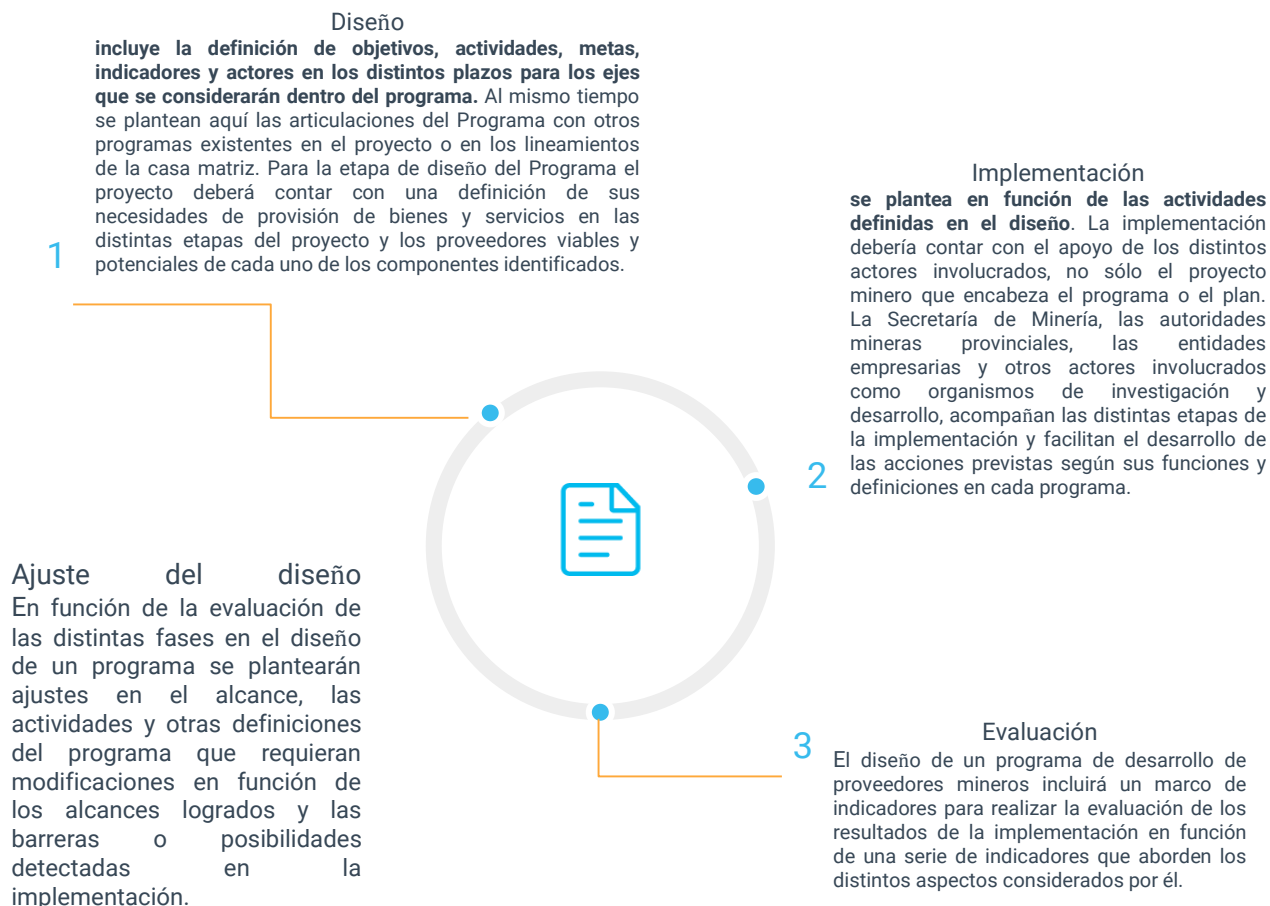 Diseño
incluye la definición de objetivos, actividades, metas,
indicadores y actores en los distintos plazos para los ejes
que se considerarán dentro del programa. Al mismo tiempo
se plantean aquí las articulaciones del Programa con otros
programas existentes en el proyecto o en los lineamientos
de la casa matriz. Para la etapa de diseño del Programa el
proyecto deberá contar con una definición de sus
necesidades de provisión de bienes y servicios en las
distintas etapas del proyecto y los proveedores viables y
potenciales de cada uno de los componentes identificados.
1
Implementación
se plantea en función de las actividades
definidas en el diseño. La implementación
debería contar con el apoyo de los distintos
actores involucrados, no sólo el proyecto
minero que encabeza el programa o el plan.
La Secretaría de Minería, las autoridades
mineras provinciales, las entidades
empresarias y otros actores involucrados
como organismos de investigación y
desarrollo, acompañan las distintas etapas de
la implementación y facilitan el desarrollo de
las acciones previstas según sus funciones y
definiciones en cada programa.
2
Evaluación
El diseño de un programa de desarrollo de
proveedores mineros incluirá un marco de
indicadores para realizar la evaluación de los
resultados de la implementación en función
de una serie de indicadores que aborden los
distintos aspectos considerados por él.
3
Ajuste del diseño
En función de la evaluación de
las distintas fases en el diseño
de un programa se plantearán
ajustes en el alcance, las
actividades y otras definiciones
del programa que requieran
modificaciones en función de
los alcances logrados y las
barreras o posibilidades
detectadas en la
implementación.